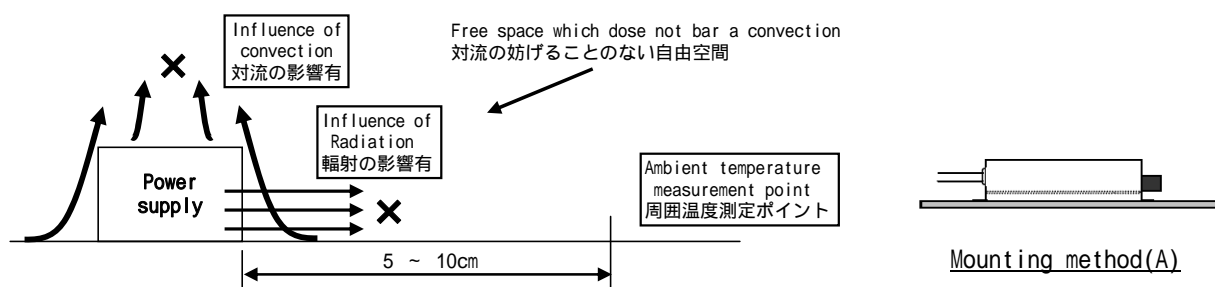 Influence of
convection
対流の影響有
Free space which dose not bar a convection
対流の妨げることのない自由空間
Influence of
Radiation
輻射の影響有
Power
supply
Ambient temperature
measurement point
周囲温度測定ポイント
5 ~ 10cm
Mounting method(A)